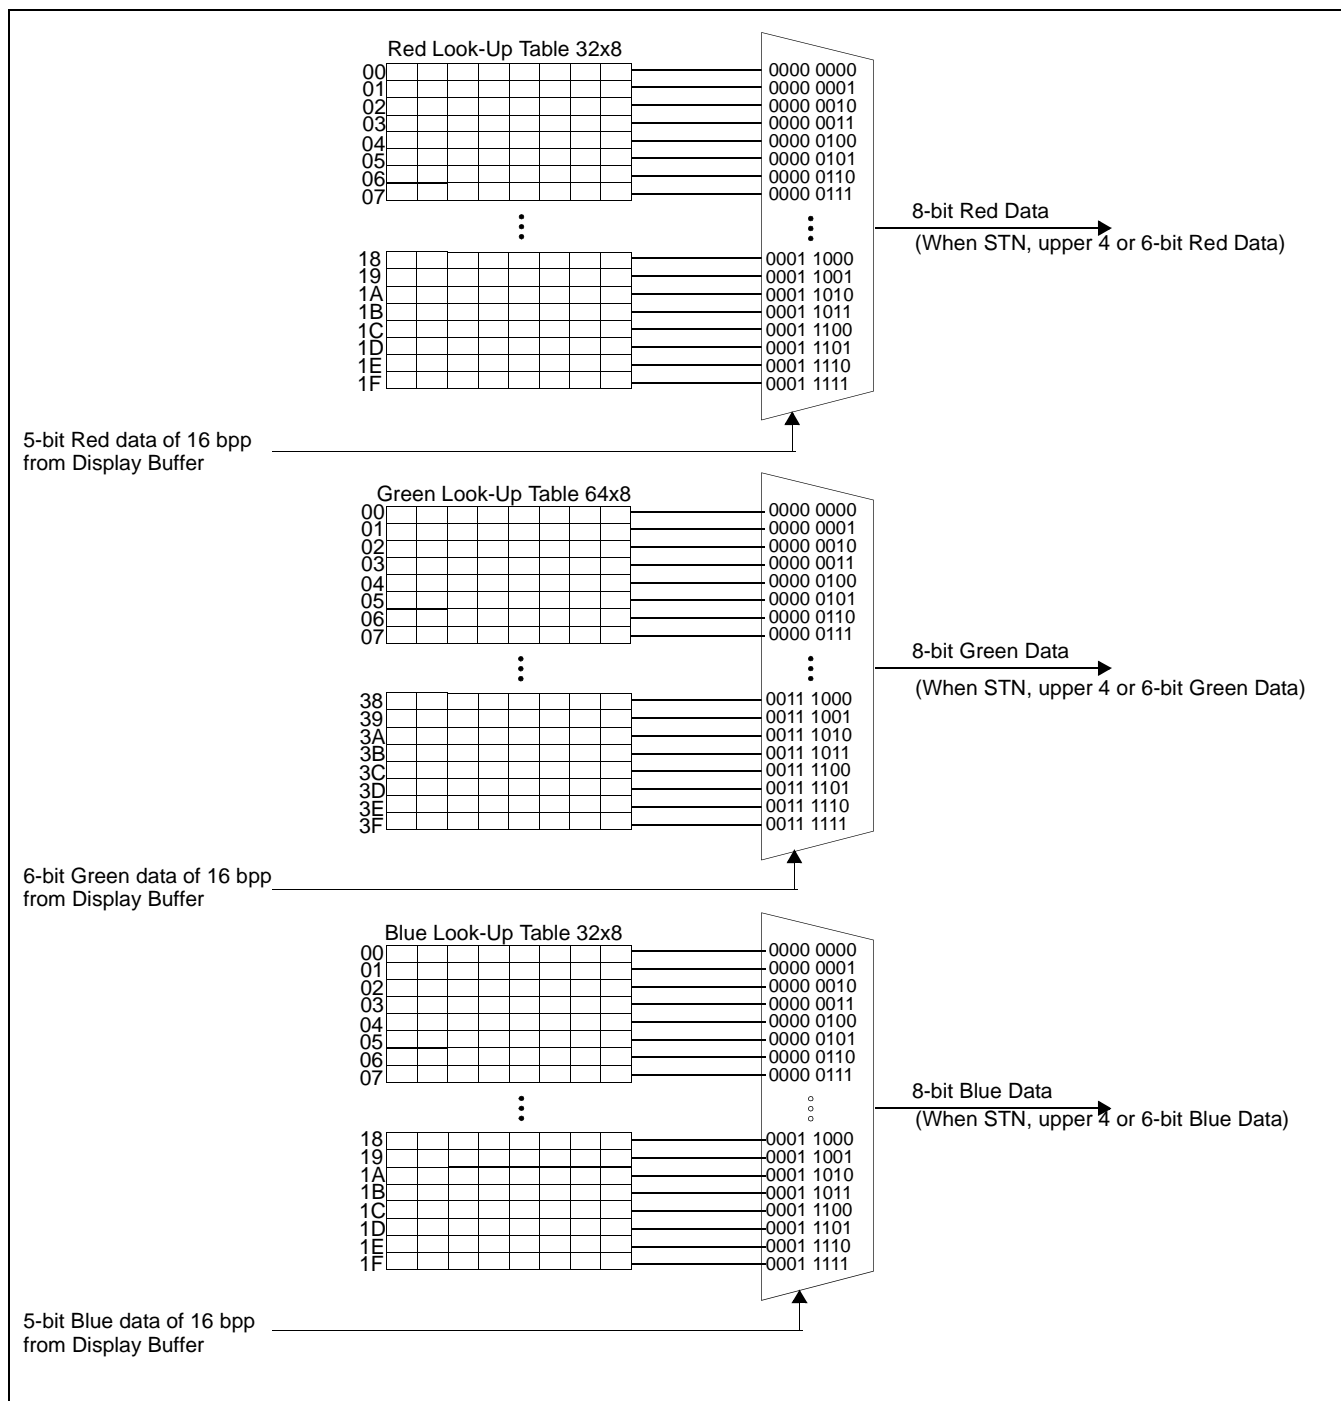 Red Look-Up Table 32x8
00 0000 0000
01 0000 0001
02 0000 0010
03 0000 0011
04 0000 0100
05 0000 0101
06 0000 0110
07 0000 0111
8-bit Red Data
(When STN, upper 4 or 6-bit Red Data)
18 0001 1000
19 0001 1001
1A 0001 1010
1B 0001 1011
1C 0001 1100
1D 0001 1101
1E 0001 1110
1F 0001 1111
5-bit Red data of 16 bpp
from Display Buffer
Green Look-Up Table 64x8
00 0000 0000
01 0000 0001
02 0000 0010
03 0000 0011
04 0000 0100
05 0000 0101
06 0000 0110
07 0000 0111
8-bit Green Data
(When STN, upper 4 or 6-bit Green Data)
38 0011 1000
39 0011 1001
3A 0011 1010
3B 0011 1011
3C 0011 1100
3D 0011 1101
3E 0011 1110
3F 0011 1111
6-bit Green data of 16 bpp
from Display Buffer
Blue Look-Up Table 32x8
00 0000 0000
01 0000 0001
02 0000 0010
03 0000 0011
04 0000 0100
05 0000 0101
06 0000 0110
07 0000 0111
8-bit Blue Data
(When STN, upper 4 or 6-bit Blue Data)
18 0001 1000
19 0001 1001
1A 0001 1010
1B 0001 1011
1C 0001 1100
1D 0001 1101
1E 0001 1110
1F 0001 1111
5-bit Blue data of 16 bpp
from Display Buffer